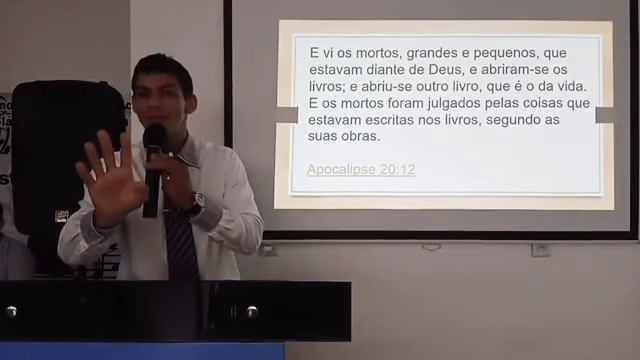 E vi os mortos, grandes e pequenos, que
estavam diante de Deus, e abriram-se os
livros; e abriu-se outro livro, que é o da vida.
E os mortos foram julgados pelas coisas que
estavam escritas nos livros, segundo as
suas obras.
Apocalipse 20:12